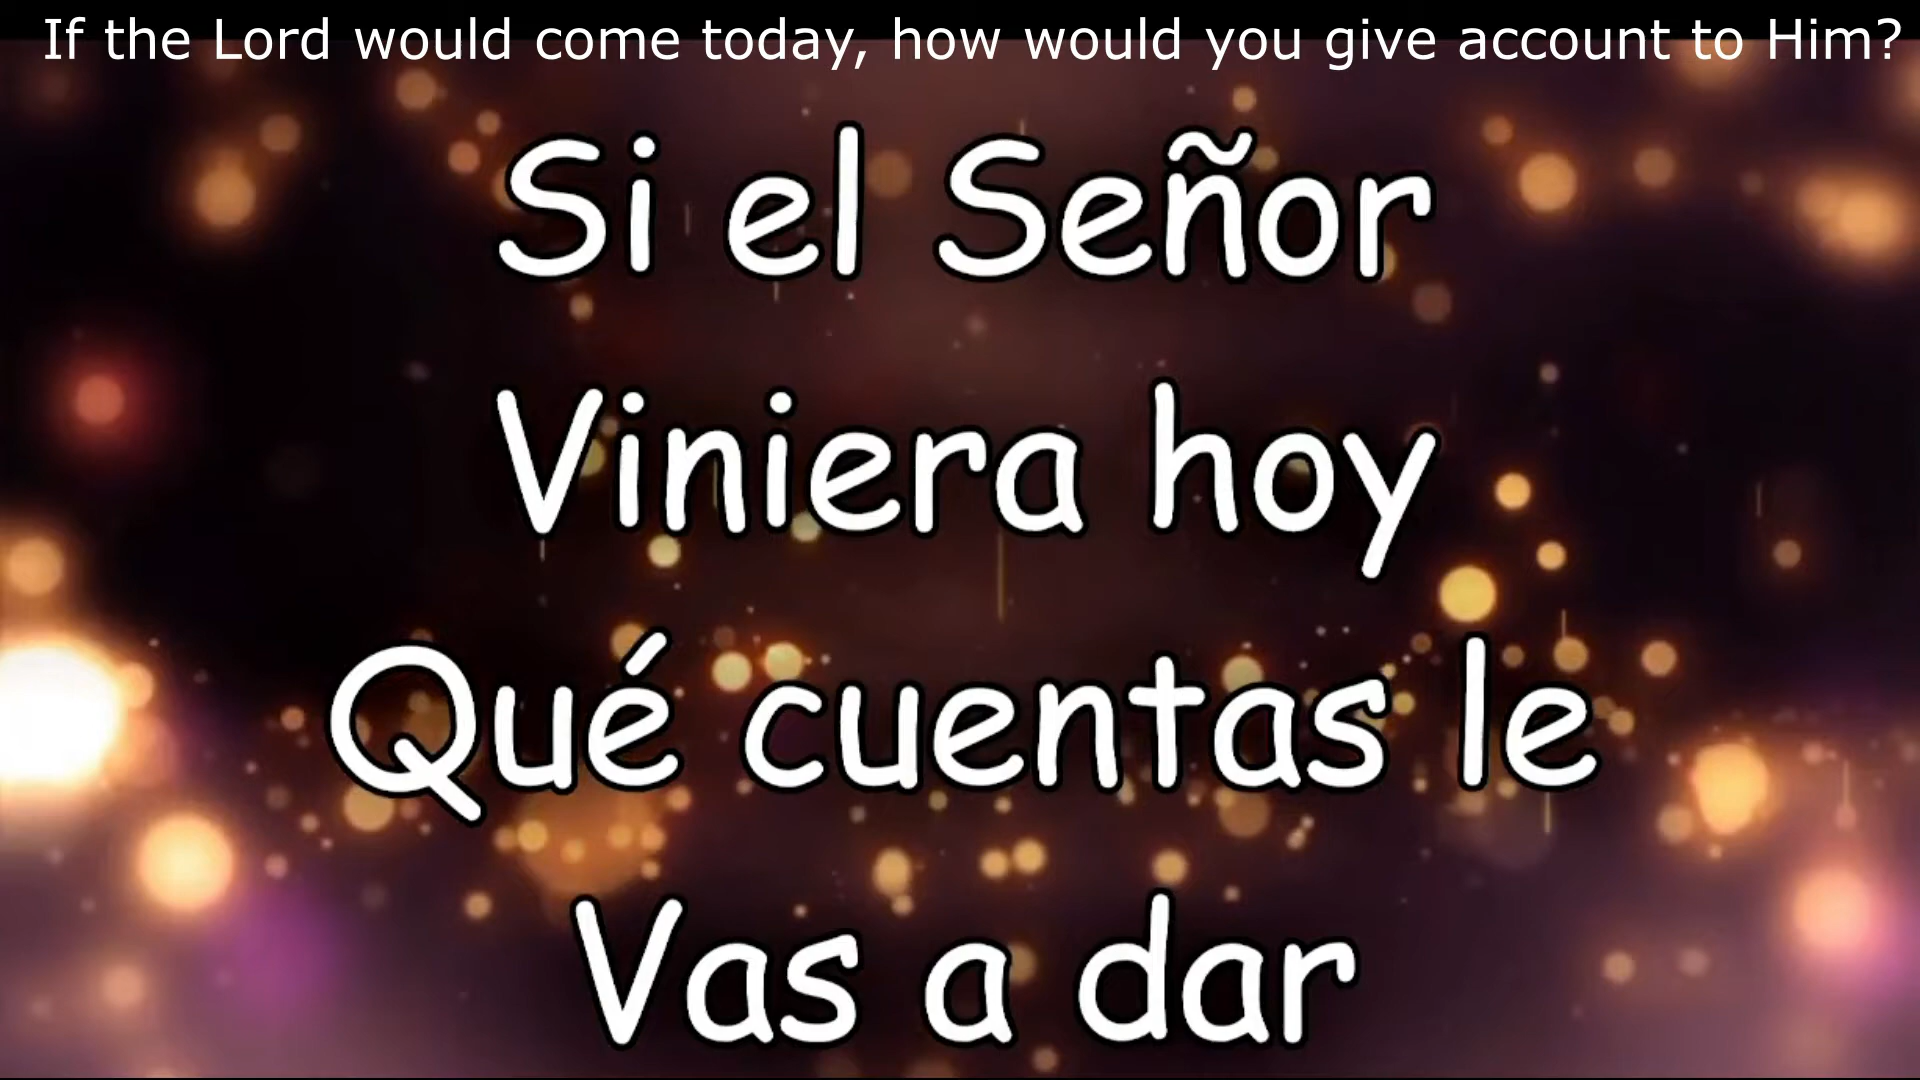 If the Lord would come today, how would you give account to Him?
Si el Señor
Viniera hoy
Qué cuentas le
Vas a dar